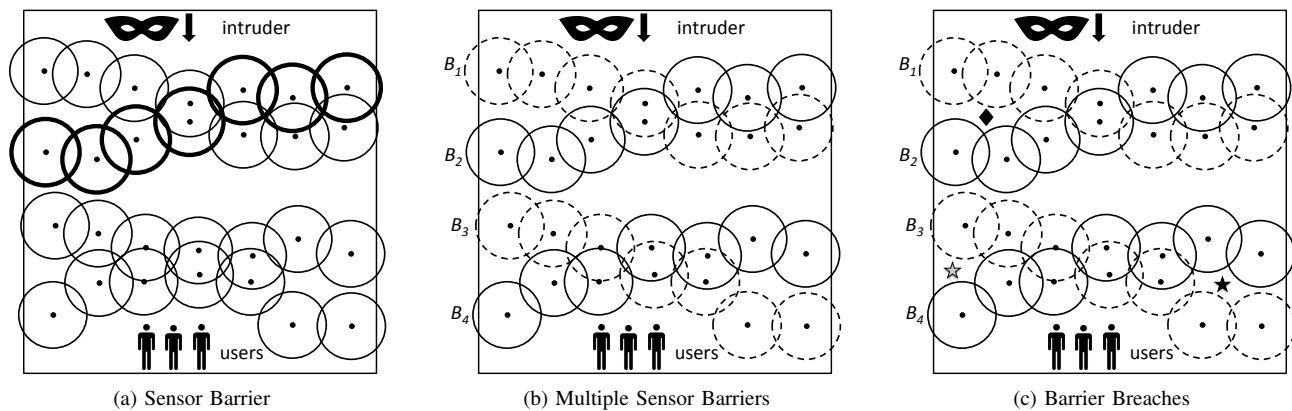 intruder
users
(a) Sensor Barrier
intruder
B1
B2
B3
B4
users
(b) Multiple Sensor Barriers
intruder
B1
B2
B3
B4
users
(c) Barrier Breaches